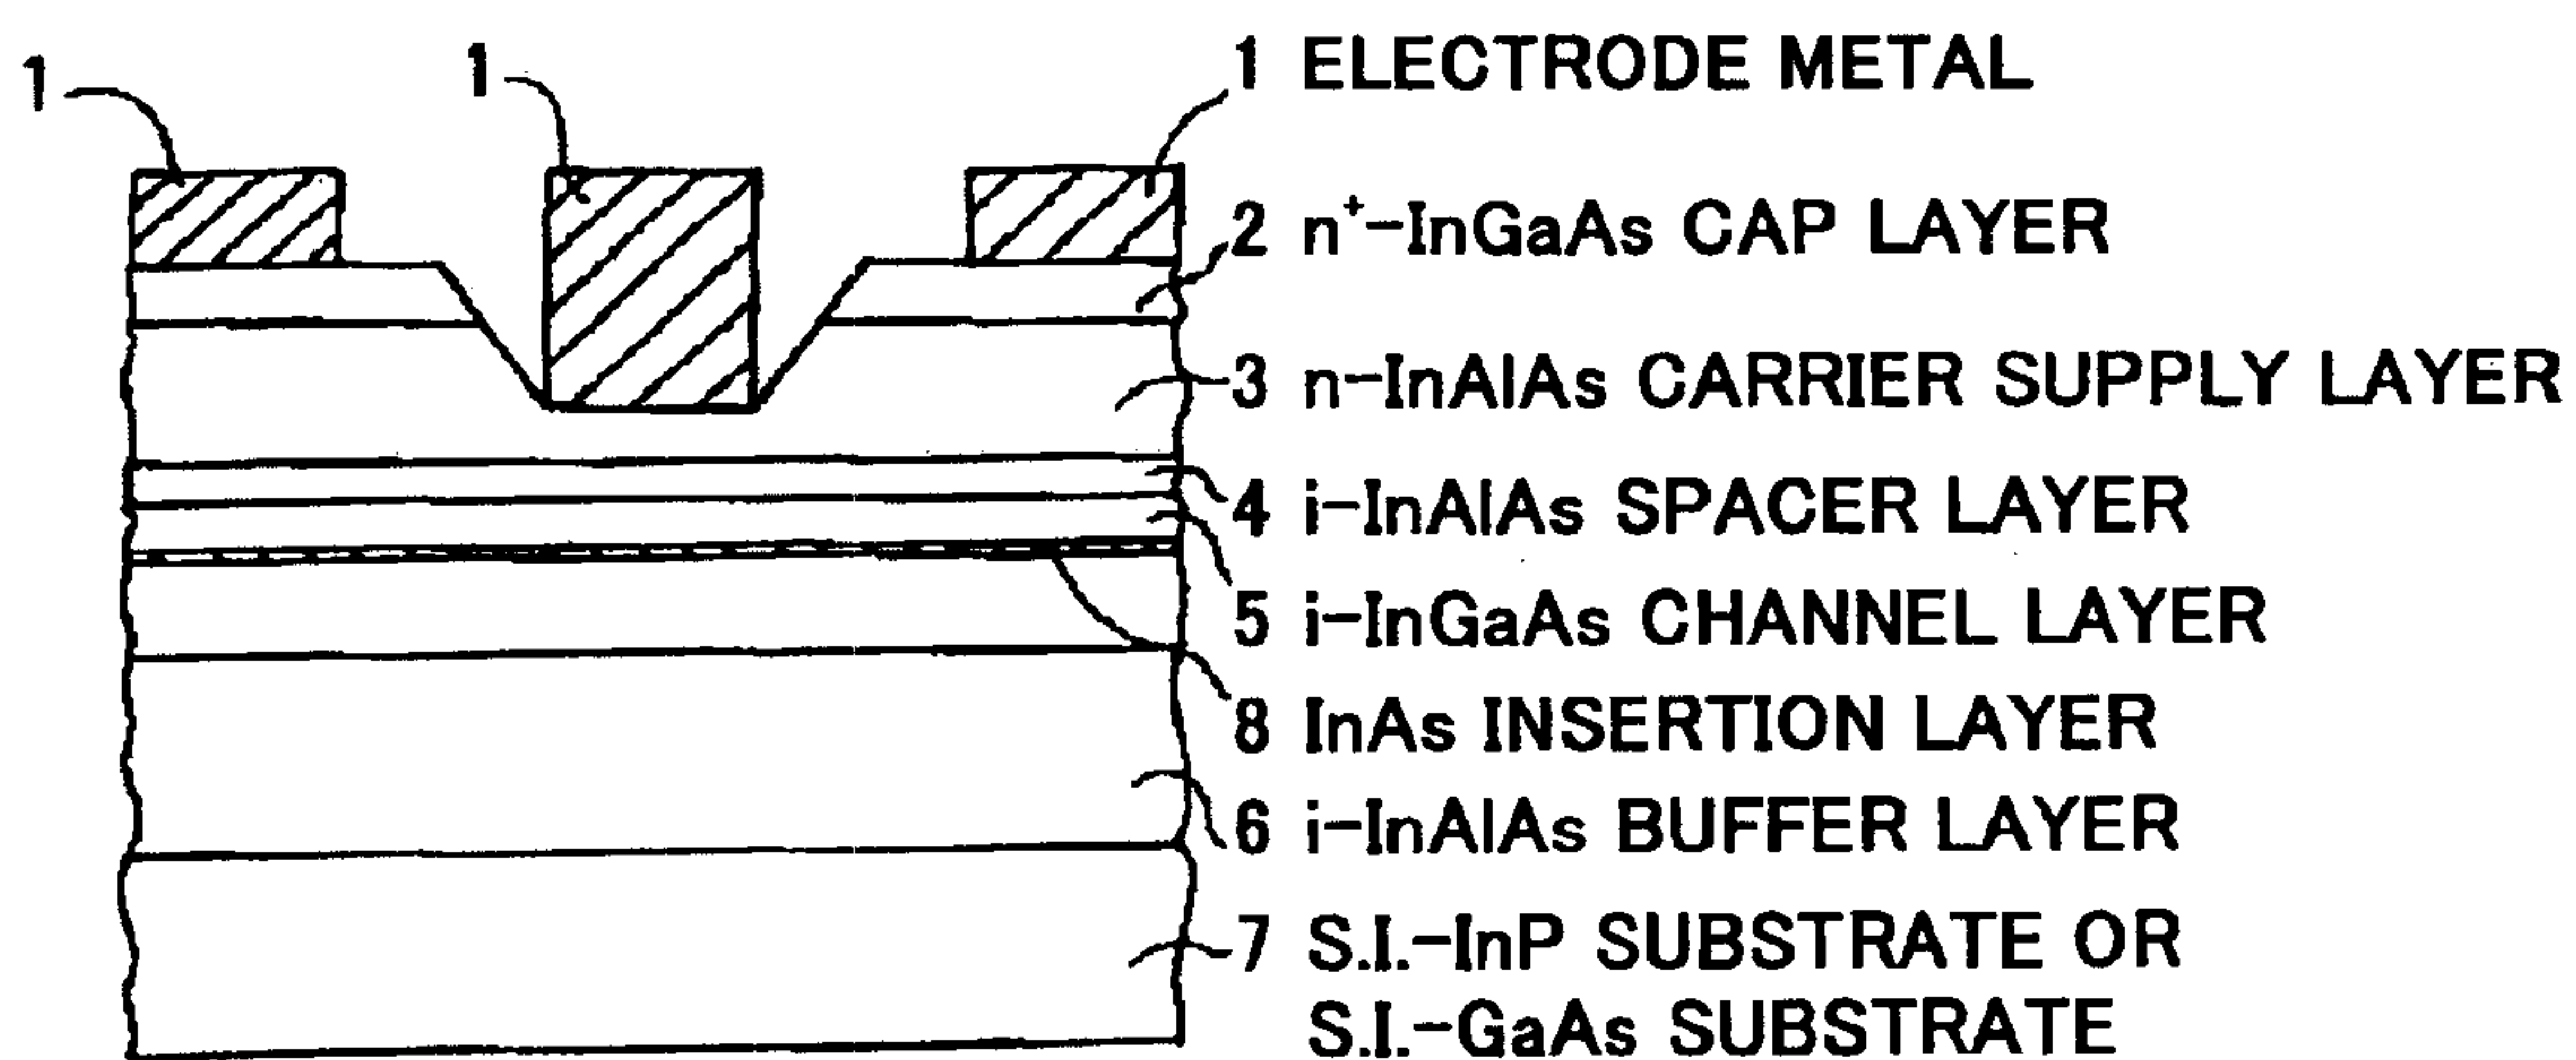 1
1
1 ELECTRODE METAL
2 n⁺-InGaAs CAP LAYER
3 n-InAlAs CARRIER SUPPLY LAYER
4 i-InAlAs SPACER LAYER
5 i-InGaAs CHANNEL LAYER
8 InAs INSERTION LAYER
6 i-InAlAs BUFFER LAYER
7 S.I.-InP SUBSTRATE OR
S.I.-GaAs SUBSTRATE